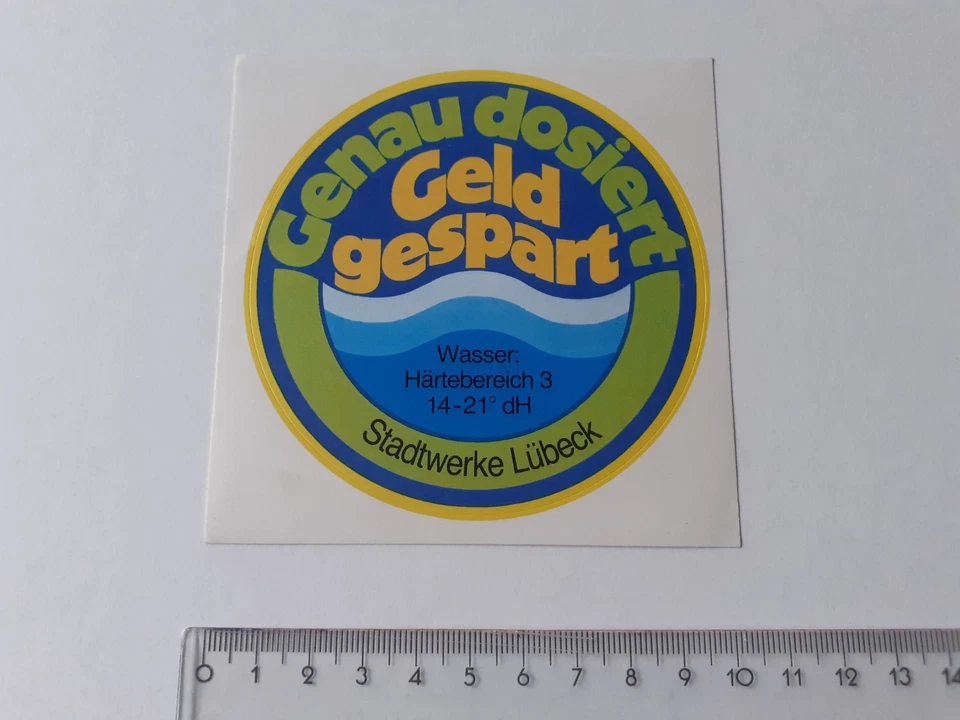 Genau dosiert
Geld
gespart
Wasser:
Härtebereich 3
14-21° dH
Stadtwerke Lübeck
0 1 2 3 4 5 6 7 8 9 10 11 12 13 14